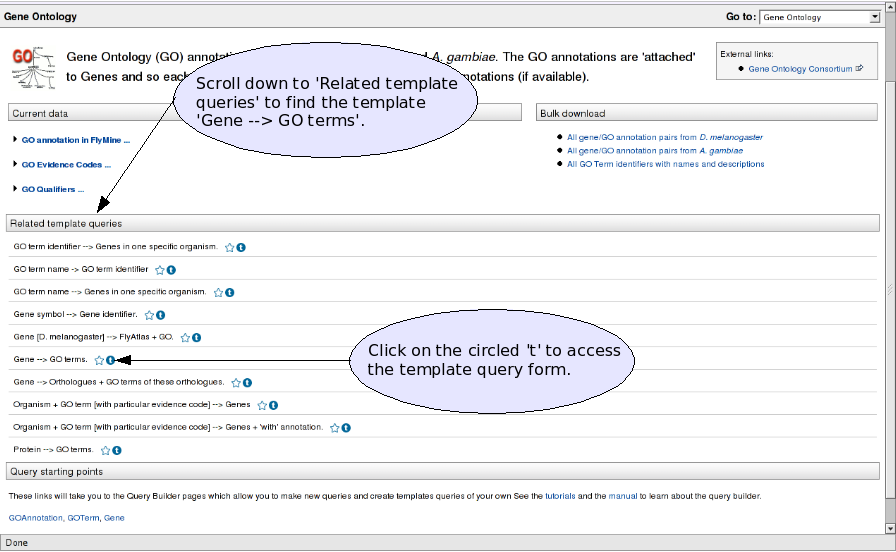 Gene Ontology
Go to: Gene Ontology
GO
Gene Ontology (GO) annotat A. gambiae. The GO annotations are 'attached'
to Genes and so each notations (if available).
External links:
Gene Ontology Consortium
Scroll down to 'Related template
queries' to find the template
'Gene --> GO terms'.
Current data
Bulk download
GO annotation in FlyMine ...
GO Evidence Codes ...
GO Qualifiers ...
All gene/GO annotation pairs from D. melanogaster
All gene/GO annotation pairs from A. gambiae
All GO Term identifiers with names and descriptions
Related template queries
GO term identifier --> Genes in one specific organism. t
GO term name -> GO term identifier t
GO term name --> Genes in one specific organism. t
Gene symbol --> Gene identifier. t
Gene [D. melanogaster] --> FlyAtlas + GO. t
Gene --> GO terms. t
Click on the circled 't' to access
the template query form.
Gene --> Orthologues + GO terms of these orthologues. t
Organism + GO term [with particular evidence code] --> Genes t
Organism + GO term [with particular evidence code] --> Genes + 'with' annotation. t
Protein --> GO terms. t
Query starting points
These links will take you to the Query Builder pages which allow you to make new queries and create templates queries of your own See the tutorials and the manual to learn about the query builder.
GOAnnotation, GOTerm, Gene
Done